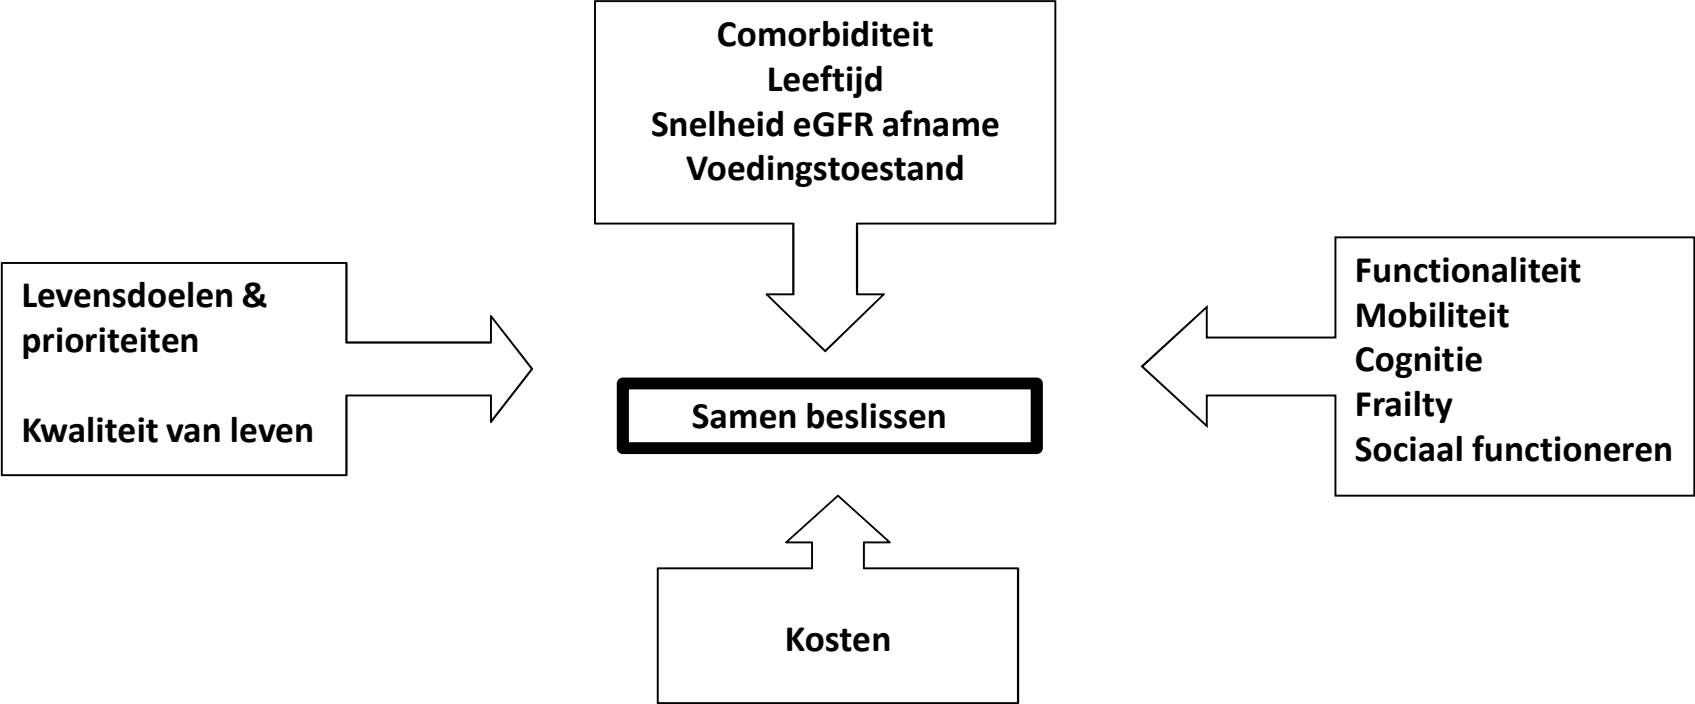 Comorbiditeit
Leeftijd
Snelheid eGFR afname
Voedingstoestand
Levensdoelen &
prioriteiten
Kwaliteit van leven
Samen beslissen
Functionaliteit
Mobiliteit
Cognitie
Frailty
Sociaal functioneren
Kosten